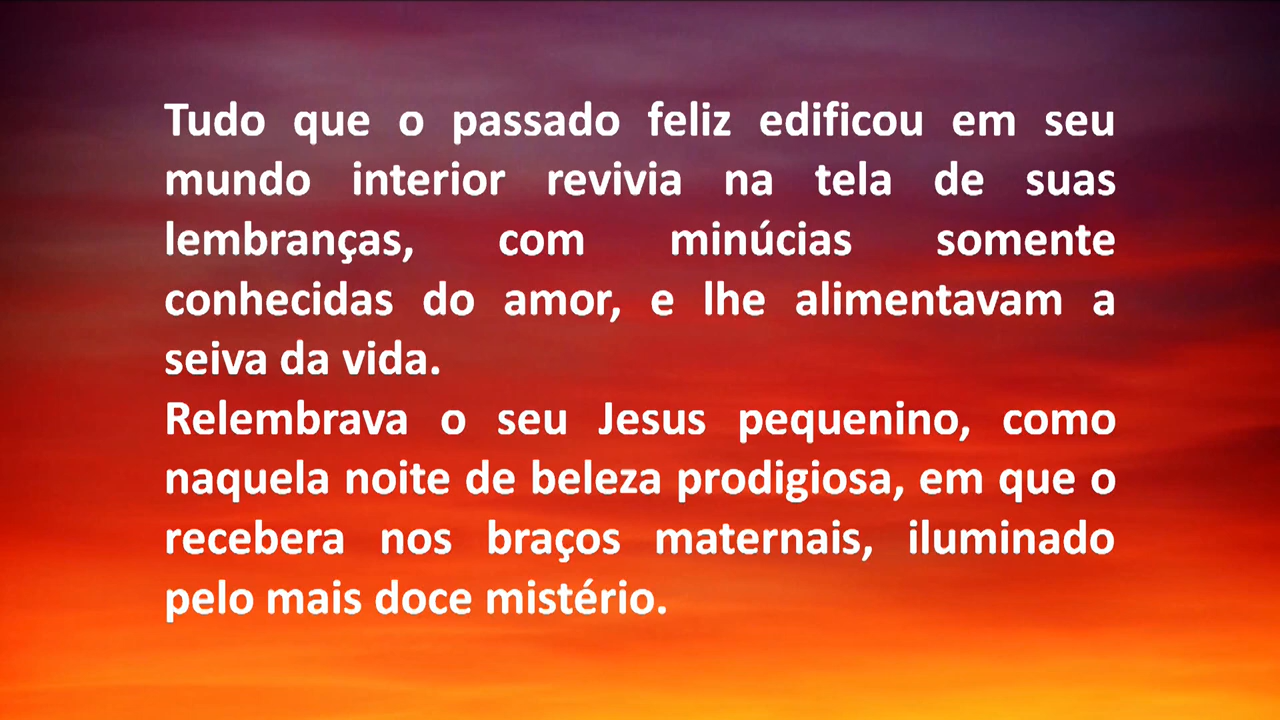 Tudo que o passado feliz edificou em seu
mundo interior revivia na tela de suas
lembranças, com minúcias somente
conhecidas do amor, e lhe alimentavam a
seiva da vida.
Relembrava o seu Jesus pequenino, como
naquela noite de beleza prodigiosa, em que o
recebera nos braços maternais, iluminado
pelo mais doce mistério.